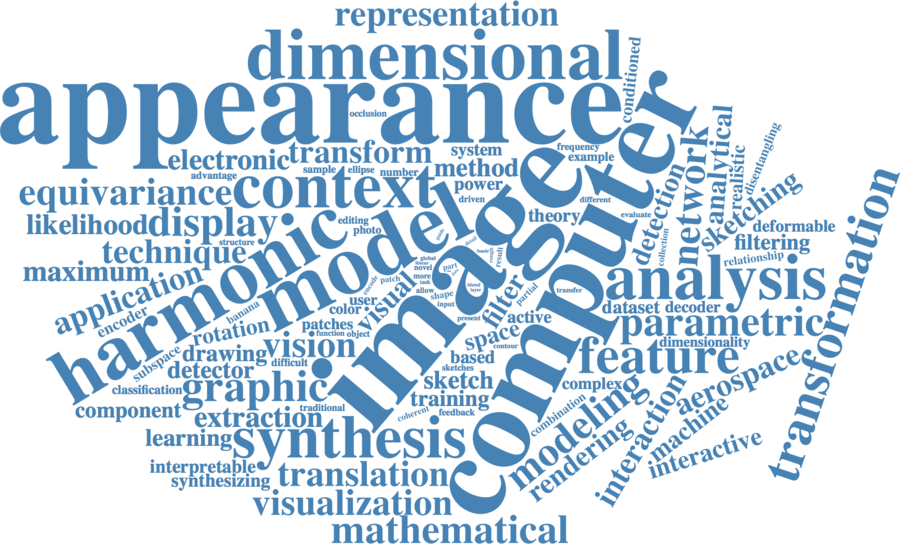 representation
dimensional
conditioned
appearance
occlusion
electronic
transform
system
frequency
example
advantage
sample
ellipse
number
method
power
driven
equivariance
context
image
computer
different
evaluate
detection
network
analytical
realistic
disentangling
sketching
likelihood
display
editing
photo
model
theory
collection
deformable
filtering
relationship
technique
structure
harmonic
maximum
application
encoder
banana
rotation
user
color
visual
patches
function
object
global
linear
novel
more
task
allow
part
shape
input
present
blend
basic
result
detail
encode
patch
filter
partial
transfer
active
space
contour
analysis
dataset
decoder
parametric
dimensionality
transformation
subspace
drawing
vision
difficult
detector
classification
graphic
based
sketches
sketch
training
feature
complex
aerospace
component
extraction
traditional
coherent
feedback
combination
modeling
interaction
machine
learning
synthesis
rendering
interactive
interpretable
synthesizing
translation
visualization
mathematical